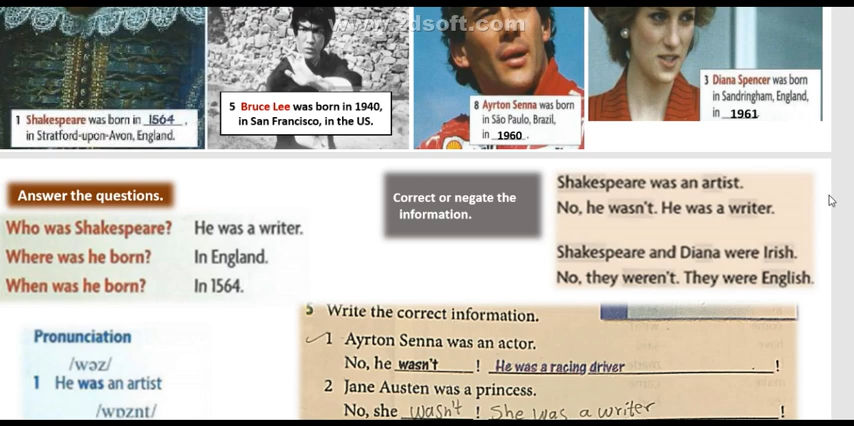 www.zdsoft.com
1 Shakespeare was born in 1564,
in Stratford-upon-Avon, England.
5 Bruce Lee was born in 1940,
in San Francisco, in the US.
8 Ayrton Senna was born
in São Paulo, Brazil,
in 1960.
3 Diana Spencer was born
in Sandringham, England,
in 1961.
Answer the questions.
Who was Shakespeare? He was a writer.
Where was he born? In England.
When was he born? In 1564.
Correct or negate the
information.
Shakespeare was an artist.
No, he wasn't. He was a writer.
Shakespeare and Diana were Irish.
No, they weren't. They were English.
Pronunciation
/wəz/
1 He was an artist
/wɒznt/
5 Write the correct information.
1 Ayrton Senna was an actor.
No, he wasn't ! He was a racing driver !
2 Jane Austen was a princess.
No, she wasn't ! She was a writer !